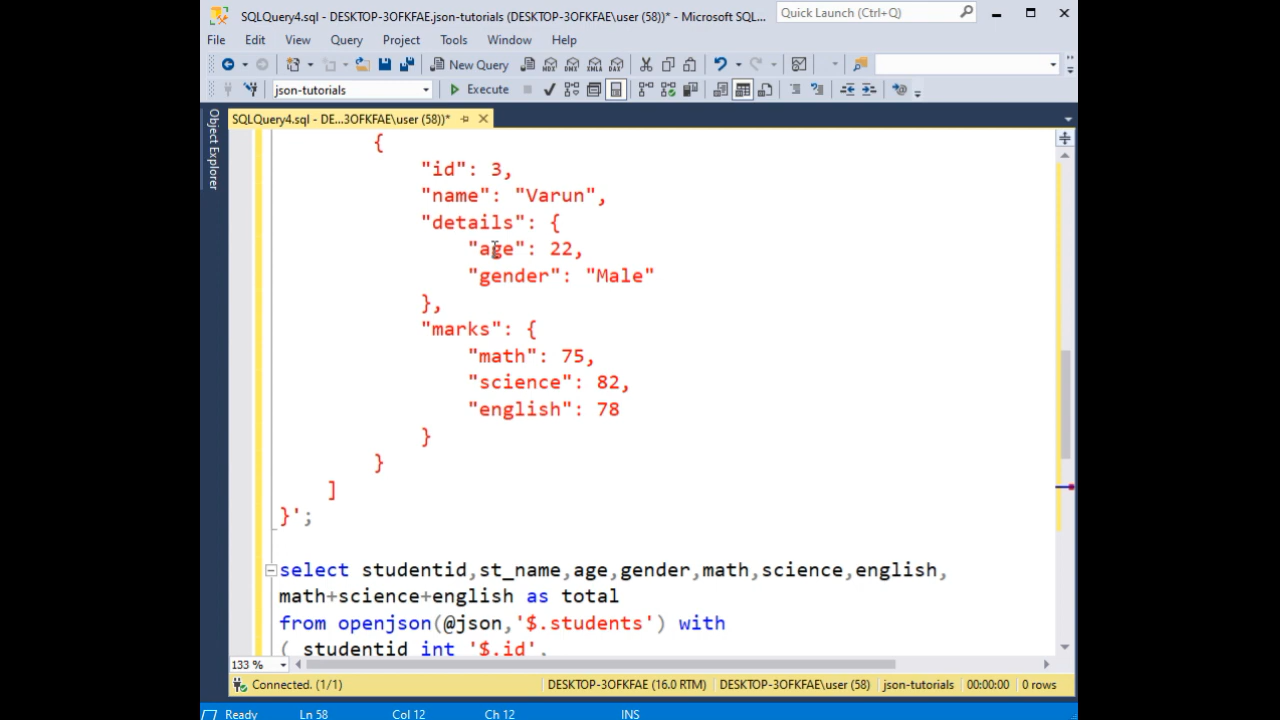 SQLQuery4.sql - DESKTOP-3OFKFAE.json-tutorials (DESKTOP-3OFKFAE\user (58))* - Microsoft SQL...
Quick Launch (Ctrl+Q)
File Edit View Query Project Tools Window Help
New Query
json-tutorials
Execute
SQLQuery4.sql - DE...3OFKFAE\user (58))*
Object Explorer
{
"id": 3,
"name": "Varun",
"details": {
"age": 22,
"gender": "Male"
},
"marks": {
"math": 75,
"science": 82,
"english": 78
}
}
]
}';
select studentid,st_name,age,gender,math,science,english,
math+science+english as total
from openjson(@json,'$.students') with
( studentid int '$.id',
133 %
Connected. (1/1)
DESKTOP-3OFKFAE (16.0 RTM) DESKTOP-3OFKFAE\user (58) json-tutorials 00:00:00 0 rows
Ready Ln 58 Col 12 Ch 12 INS